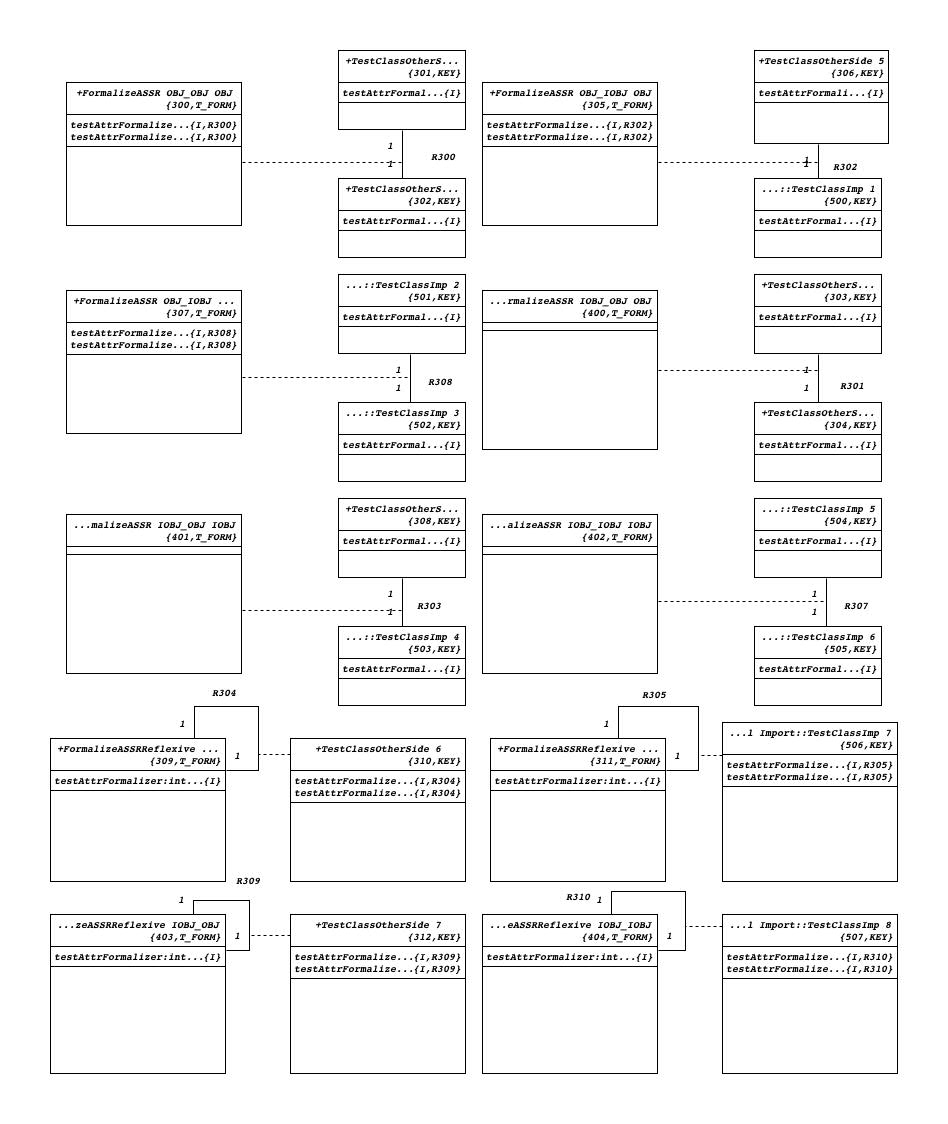 +TestClassOtherS...
{301,KEY}
testAttrFormal...{I}
+FormalizeASSR OBJ_OBJ OBJ
{300,T_FORM}
testAttrFormalize...{I,R300}
testAttrFormalize...{I,R300}
1
1
R300
+TestClassOtherS...
{302,KEY}
testAttrFormal...{I}
+TestClassOtherSide 5
{306,KEY}
testAttrFormali...{I}
+FormalizeASSR OBJ_IOBJ OBJ
{305,T_FORM}
testAttrFormalize...{I,R302}
testAttrFormalize...{I,R302}
1
1
R302
...::TestClassImp 1
{500,KEY}
testAttrFormal...{I}
...::TestClassImp 2
{501,KEY}
testAttrFormal...{I}
+FormalizeASSR OBJ_IOBJ ...
{307,T_FORM}
testAttrFormalize...{I,R308}
testAttrFormalize...{I,R308}
1
1
R308
...::TestClassImp 3
{502,KEY}
testAttrFormal...{I}
+TestClassOtherS...
{303,KEY}
testAttrFormal...{I}
...rmalizeASSR IOBJ_OBJ OBJ
{400,T_FORM}
1
1
R301
+TestClassOtherS...
{304,KEY}
testAttrFormal...{I}
+TestClassOtherS...
{308,KEY}
testAttrFormal...{I}
...malizeASSR IOBJ_OBJ IOBJ
{401,T_FORM}
1
1
R303
...::TestClassImp 4
{503,KEY}
testAttrFormal...{I}
...::TestClassImp 5
{504,KEY}
testAttrFormal...{I}
...alizeASSR IOBJ_IOBJ IOBJ
{402,T_FORM}
1
1
R307
...::TestClassImp 6
{505,KEY}
testAttrFormal...{I}
R304
1
1
+FormalizeASSRReflexive ...
{309,T_FORM}
testAttrFormalizer:int...{I}
+TestClassOtherSide 6
{310,KEY}
testAttrFormalize...{I,R304}
testAttrFormalize...{I,R304}
R305
1
1
+FormalizeASSRReflexive ...
{311,T_FORM}
testAttrFormalizer:int...{I}
...l Import::TestClassImp 7
{506,KEY}
testAttrFormalize...{I,R305}
testAttrFormalize...{I,R305}
R309
1
1
...zeASSRReflexive IOBJ_OBJ
{403,T_FORM}
testAttrFormalizer:int...{I}
+TestClassOtherSide 7
{312,KEY}
testAttrFormalize...{I,R309}
testAttrFormalize...{I,R309}
R310
1
1
...eASSRReflexive IOBJ_IOBJ
{404,T_FORM}
testAttrFormalizer:int...{I}
...l Import::TestClassImp 8
{507,KEY}
testAttrFormalize...{I,R310}
testAttrFormalize...{I,R310}